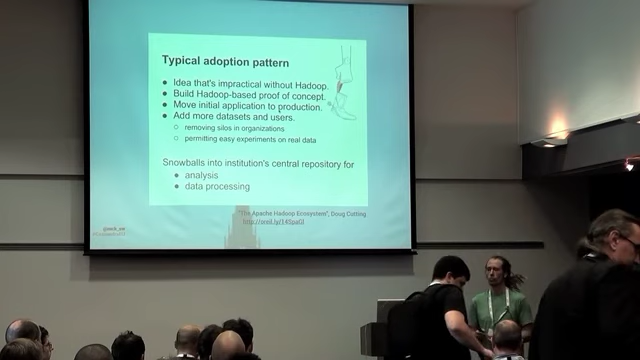 Typical adoption pattern
● Idea that's impractical without Hadoop.
● Build Hadoop-based proof of concept.
● Move initial application to production.
● Add more datasets and users.
○ removing silos in organizations
○ permitting easy experiments on real data
Snowballs into institution's central repository for
● analysis
● data processing
"The Apache Hadoop Ecosystem", Doug Cutting